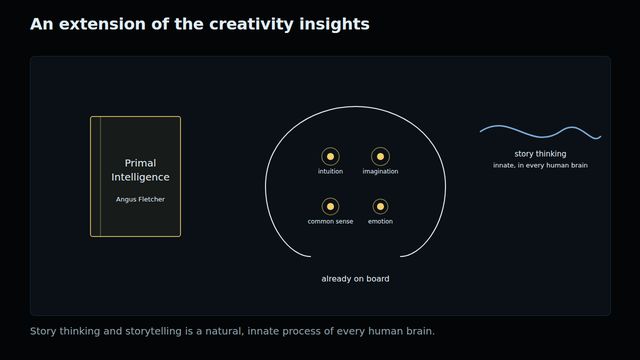 An extension of the creativity insights
Primal
Intelligence
Angus Fletcher
intuition
imagination
common sense
emotion
already on board
story thinking
innate, in every human brain
Story thinking and storytelling is a natural, innate process of every human brain.